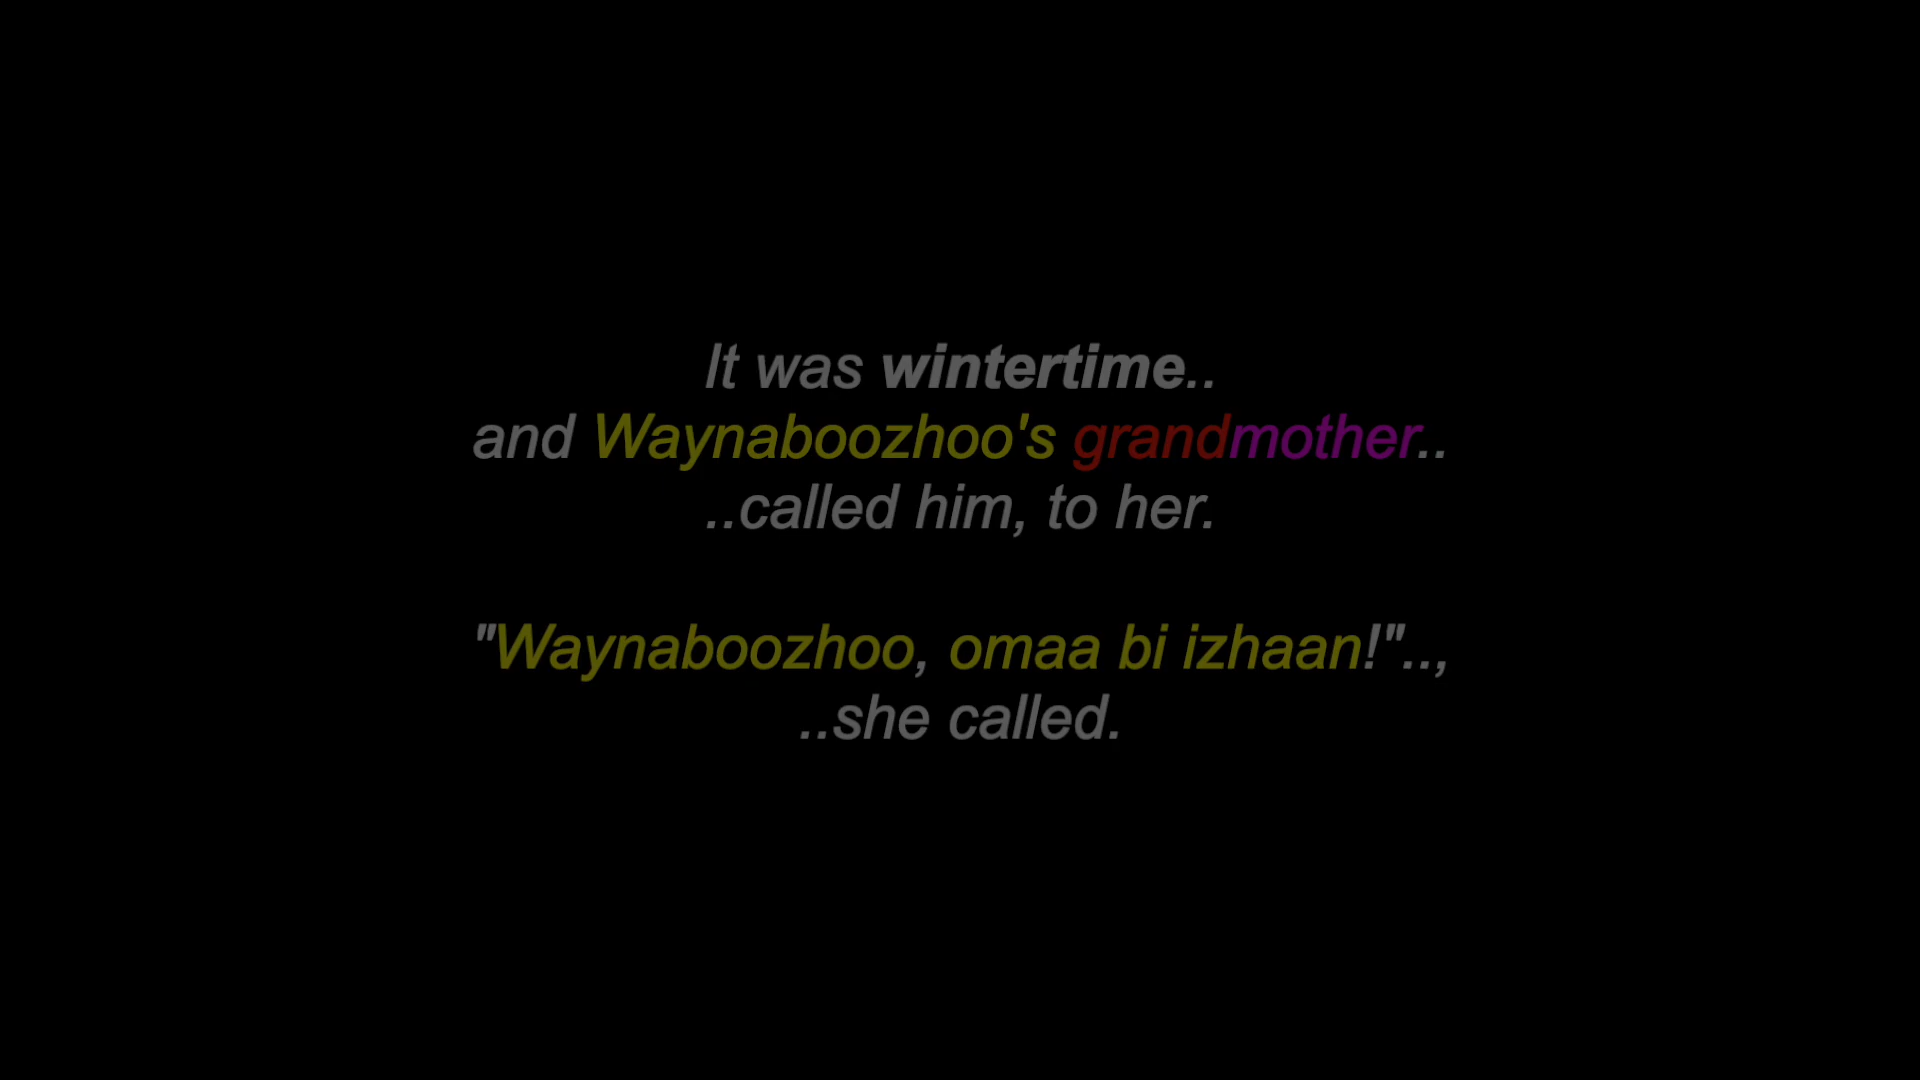 It was wintertime..
and Waynaboozhoo's grandmother..
..called him, to her.
"Waynaboozhoo, omaa bi izhaan!"..,
..she called.